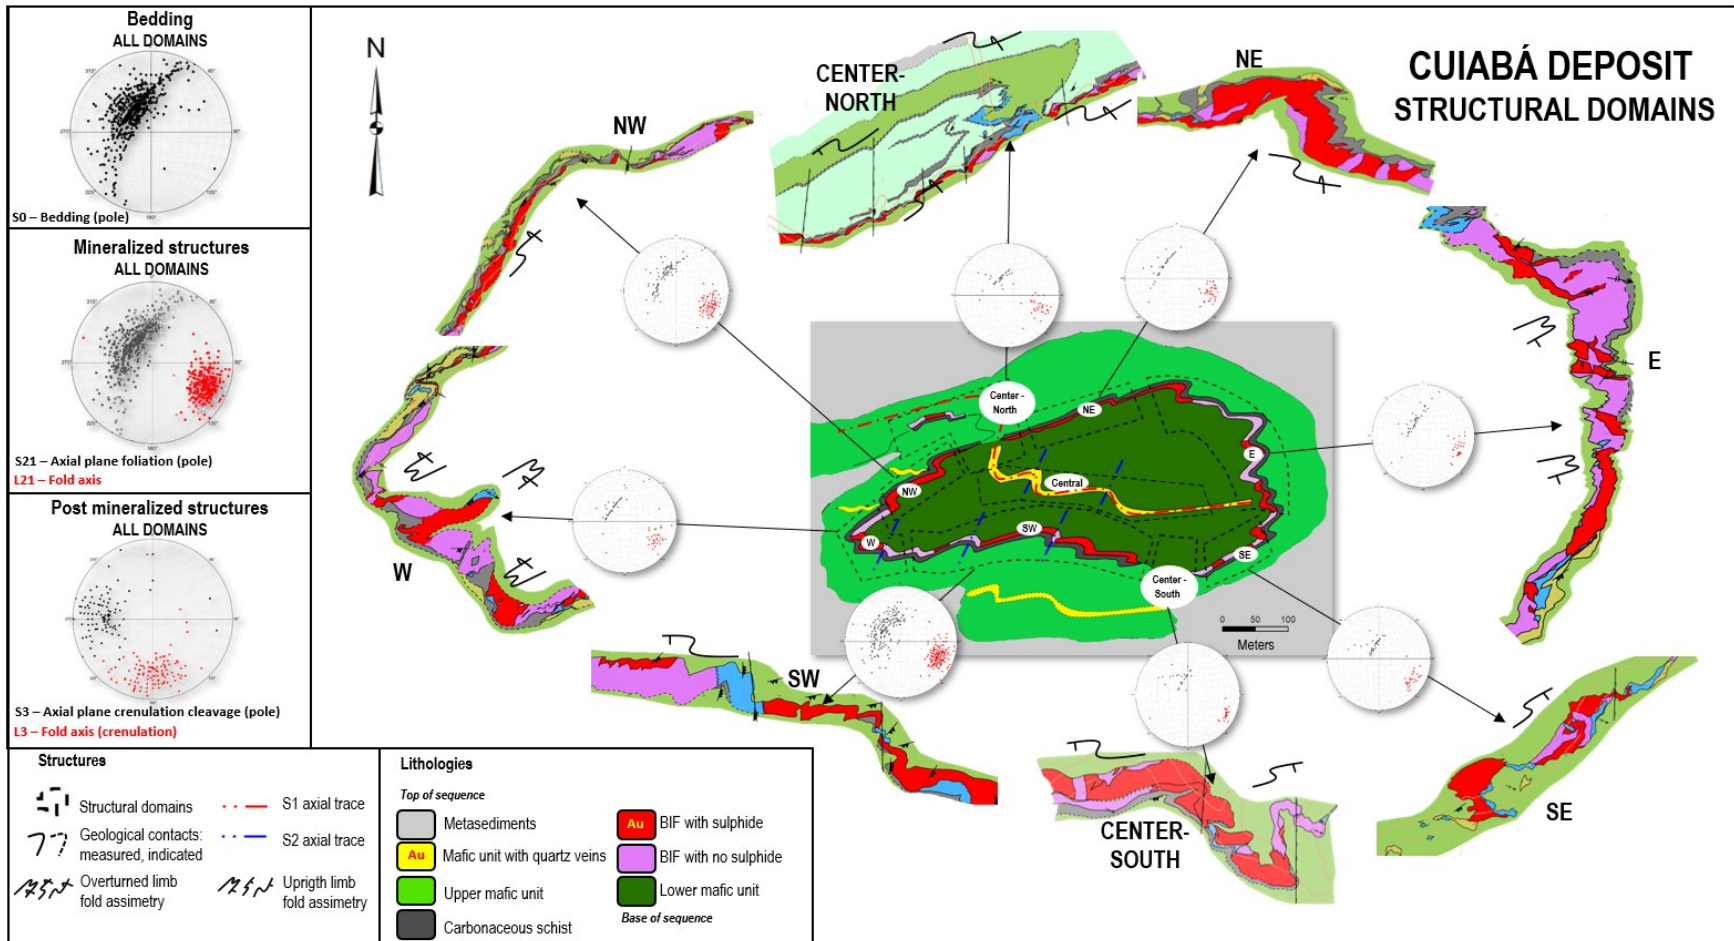 Bedding
ALL DOMAINS
S0 – Bedding (pole)
Mineralized structures
ALL DOMAINS
S21 – Axial plane foliation (pole)
L21 – Fold axis
Post mineralized structures
ALL DOMAINS
S3 – Axial plane crenulation cleavage (pole)
L3 – Fold axis (crenulation)
N
CUIABÁ DEPOSIT
STRUCTURAL DOMAINS
NW
CENTER-
NORTH
NE
E
W
SW
CENTER-
SOUTH
SE
Center -
North
NE
E
NW
Central
SW
W
SE
Center -
South
0 50 100
Meters
Structures
Structural domains
Geological contacts:
measured, indicated
Overturned limb
fold assimetry
S1 axial trace
S2 axial trace
Uprigth limb
fold assimetry
Lithologies
Top of sequence
Metasediments
Au Mafic unit with quartz veins
Upper mafic unit
Carbonaceous schist
Au BIF with sulphide
BIF with no sulphide
Lower mafic unit
Base of sequence